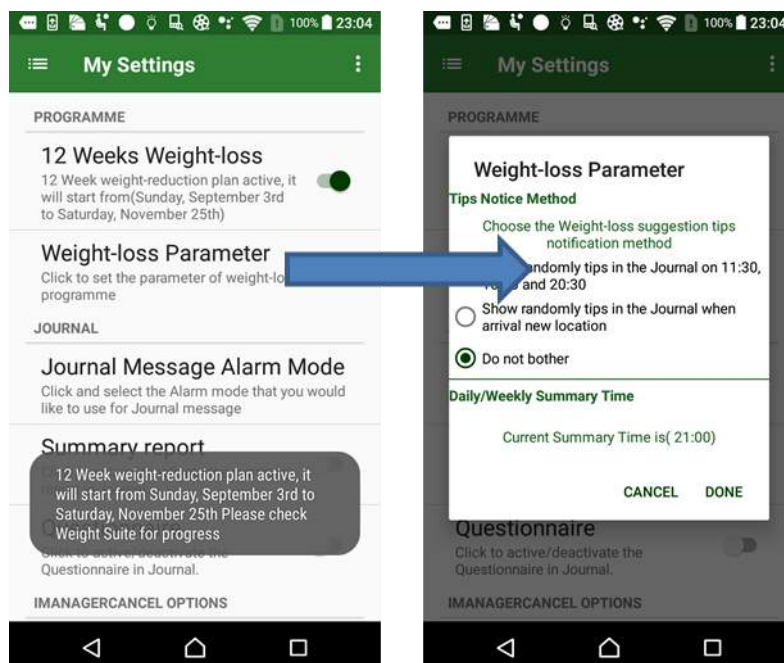 100% 23:04
My Settings
PROGRAMME
12 Weeks Weight-loss
12 Week weight-reduction plan active, it
will start from(Sunday, September 3rd
to Saturday, November 25th)
Weight-loss Parameter
Click to set the parameter of weight-lo
programme
JOURNAL
Journal Message Alarm Mode
Click and select the Alarm mode that you would
like to use for Journal message
Summary report
12 Week weight-reduction plan active, it
will start from Sunday, September 3rd to
Saturday, November 25th Please check
Weight Suite for progress
Questionnaire
Click to active/deactivate the
Questionnaire in Journal.
IMANAGERCANCEL OPTIONS
100% 23:04
My Settings
PROGRAMME
Weight-loss Parameter
Tips Notice Method
Choose the Weight-loss suggestion tips
notification method
randomly tips in the Journal on 11:30,
and 20:30
Show randomly tips in the Journal when
arrival new location
Do not bother
Daily/Weekly Summary Time
Current Summary Time is( 21:00)
CANCEL DONE
Questionnaire
Click to active/deactivate the
Questionnaire in Journal.
IMANAGERCANCEL OPTIONS